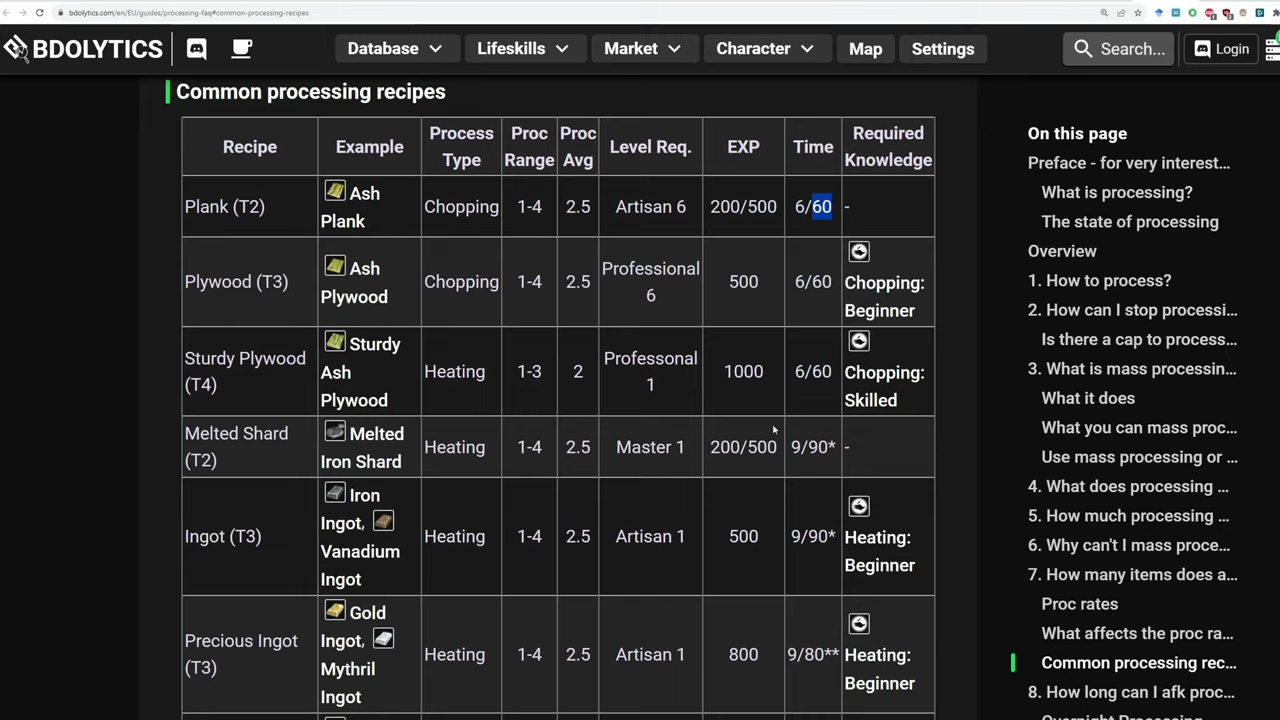 bdolytics.com/en/EU/guides/processing-faq#common-processing-recipes
BDOLYTICS
Database
Lifeskills
Market
Character
Map
Settings
Search...
Login
Common processing recipes
Recipe
Example
Process
Type
Proc
Range
Proc
Avg
Level Req.
EXP
Time
Required
Knowledge
Plank (T2)
Ash
Plank
Chopping
1-4
2.5
Artisan 6
200/500
6/60
-
Plywood (T3)
Ash
Plywood
Chopping
1-4
2.5
Professional
6
500
6/60
Chopping:
Beginner
Sturdy Plywood
(T4)
Sturdy
Ash
Plywood
Heating
1-3
2
Professonal
1
1000
6/60
Chopping:
Skilled
Melted Shard
(T2)
Melted
Iron Shard
Heating
1-4
2.5
Master 1
200/500
9/90*
-
Ingot (T3)
Iron
Ingot,
Vanadium
Ingot
Heating
1-4
2.5
Artisan 1
500
9/90*
Heating:
Beginner
Precious Ingot
(T3)
Gold
Ingot,
Mythril
Ingot
Heating
1-4
2.5
Artisan 1
800
9/80**
Heating:
Beginner
On this page
Preface - for very interest...
What is processing?
The state of processing
Overview
1. How to process?
2. How can I stop processi...
Is there a cap to process...
3. What is mass processin...
What it does
What you can mass proc...
Use mass processing or ...
4. What does processing ...
5. How much processing ...
6. Why can't I mass proce...
7. How many items does a...
Proc rates
What affects the proc ra...
Common processing rec...
8. How long can I afk proc...
Overnight Processing